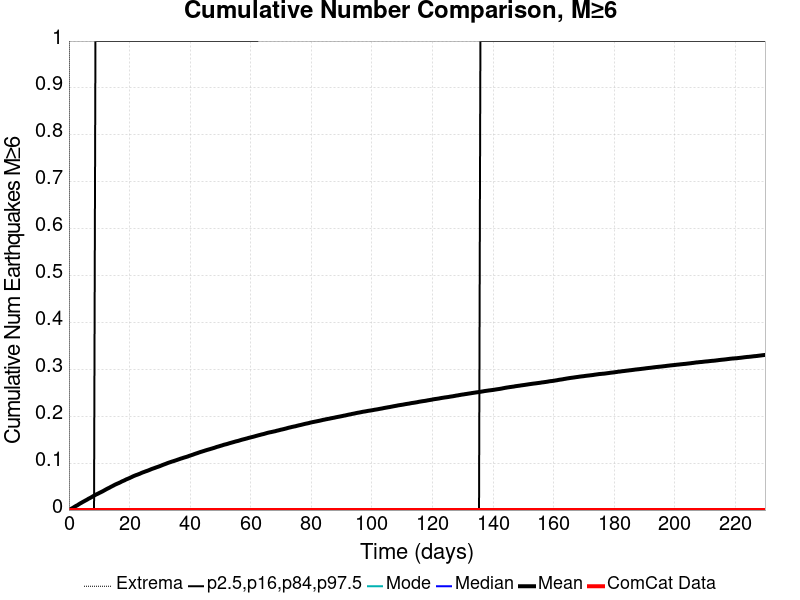 Cumulative Number Comparison, M≥6
Cumulative Num Earthquakes M≥6
1
0.9
0.8
0.7
0.6
0.5
0.4
0.3
0.2
0.1
0
0 20 40 60 80 100 120 140 160 180 200 220
Time (days)
Extrema p2.5,p16,p84,p97.5 Mode Median Mean ComCat Data